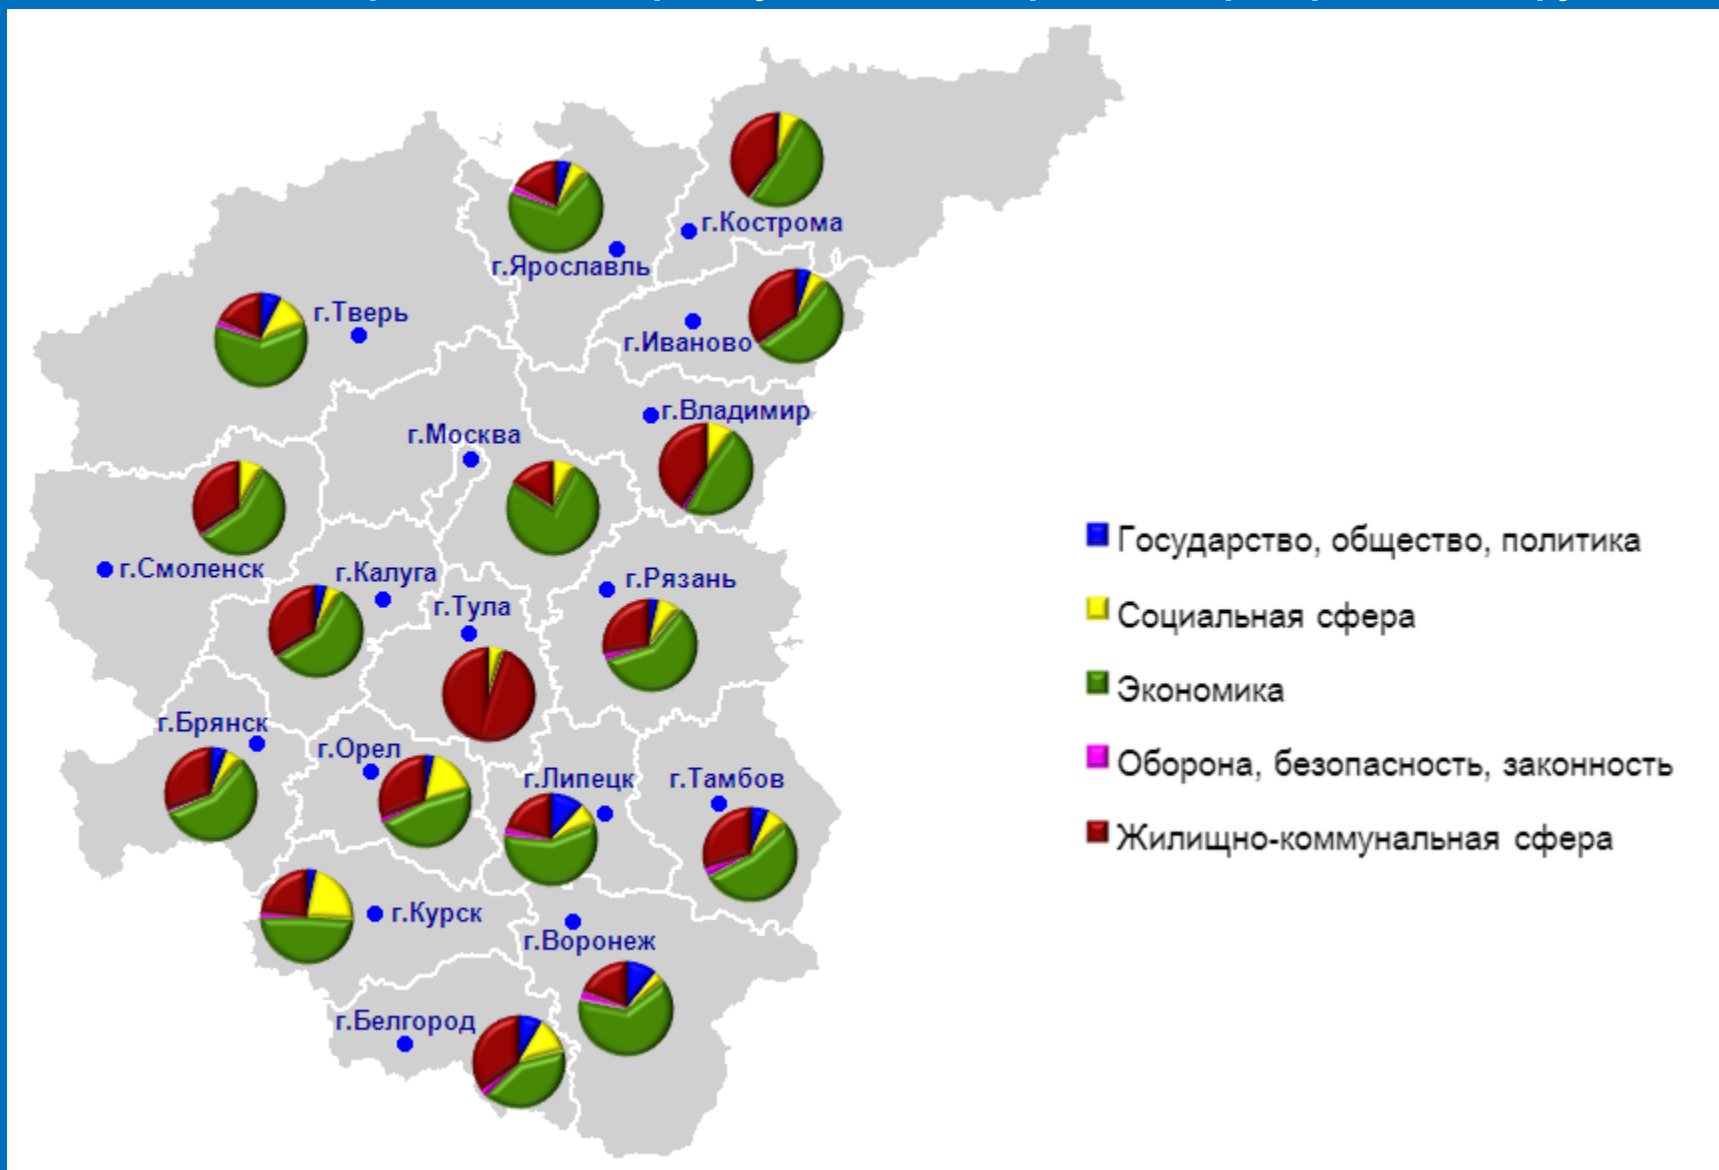 г.Кострома
г.Ярославль
г.Тверь
г.Иваново
г.Владимир
г.Москва
г.Смоленск
г.Калуга
г.Рязань
г.Тула
г.Брянск
г.Орел
г.Липецк
г.Тамбов
г.Курск
г.Воронеж
г.Белгород
Государство, общество, политика
Социальная сфера
Экономика
Оборона, безопасность, законность
Жилищно-коммунальная сфера